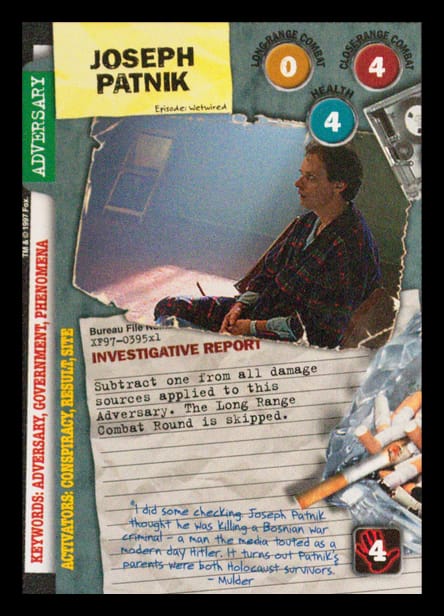 JOSEPH
PATNIK
Episode: Wetwired
LONG-RANGE COMBAT
0
CLOSE-RANGE COMBAT
4
HEALTH
4
ADVERSARY
TM & © 1997 Fox.
KEYWORDS: ADVERSARY, GOVERNMENT, PHENOMENA
ACTIVATORS: CONSPIRACY, RESULT, SITE
Bureau File
XF97-0395x1
INVESTIGATIVE REPORT
Subtract one from all damage
sources applied to this
Adversary. The Long Range
Combat Round is skipped.
"I did some checking. Joseph Patnik
thought he was killing a Bosnian war
criminal - a man the media touted as a
modern day Hitler. It turns out Patnik's
parents were both Holocaust survivors."
- Mulder
4